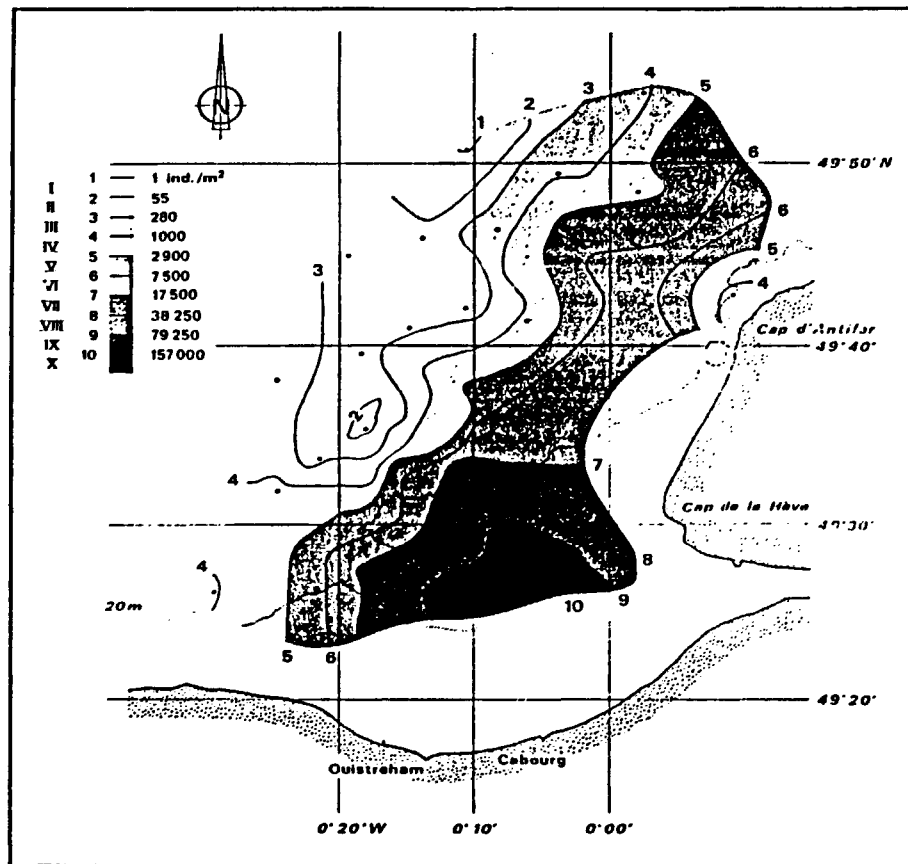 N
3
4
5
2
1
6
49°50'N
1 1 ind./m²
I
2 55
II
3 280
III
4 1000
IV
5 2900
V
6 7500
VI
7 17500
VII
8 38250
VIII
9 79250
IX
10 157000
X
6
5
4
3
Cap d'Antifer
49°40'
2
4
7
Cap de la Hève
49°30'
4
8
20m
10
9
5
6
49°20'
Ouistreham
Cabourg
0°20'W
0°10'
0°00'